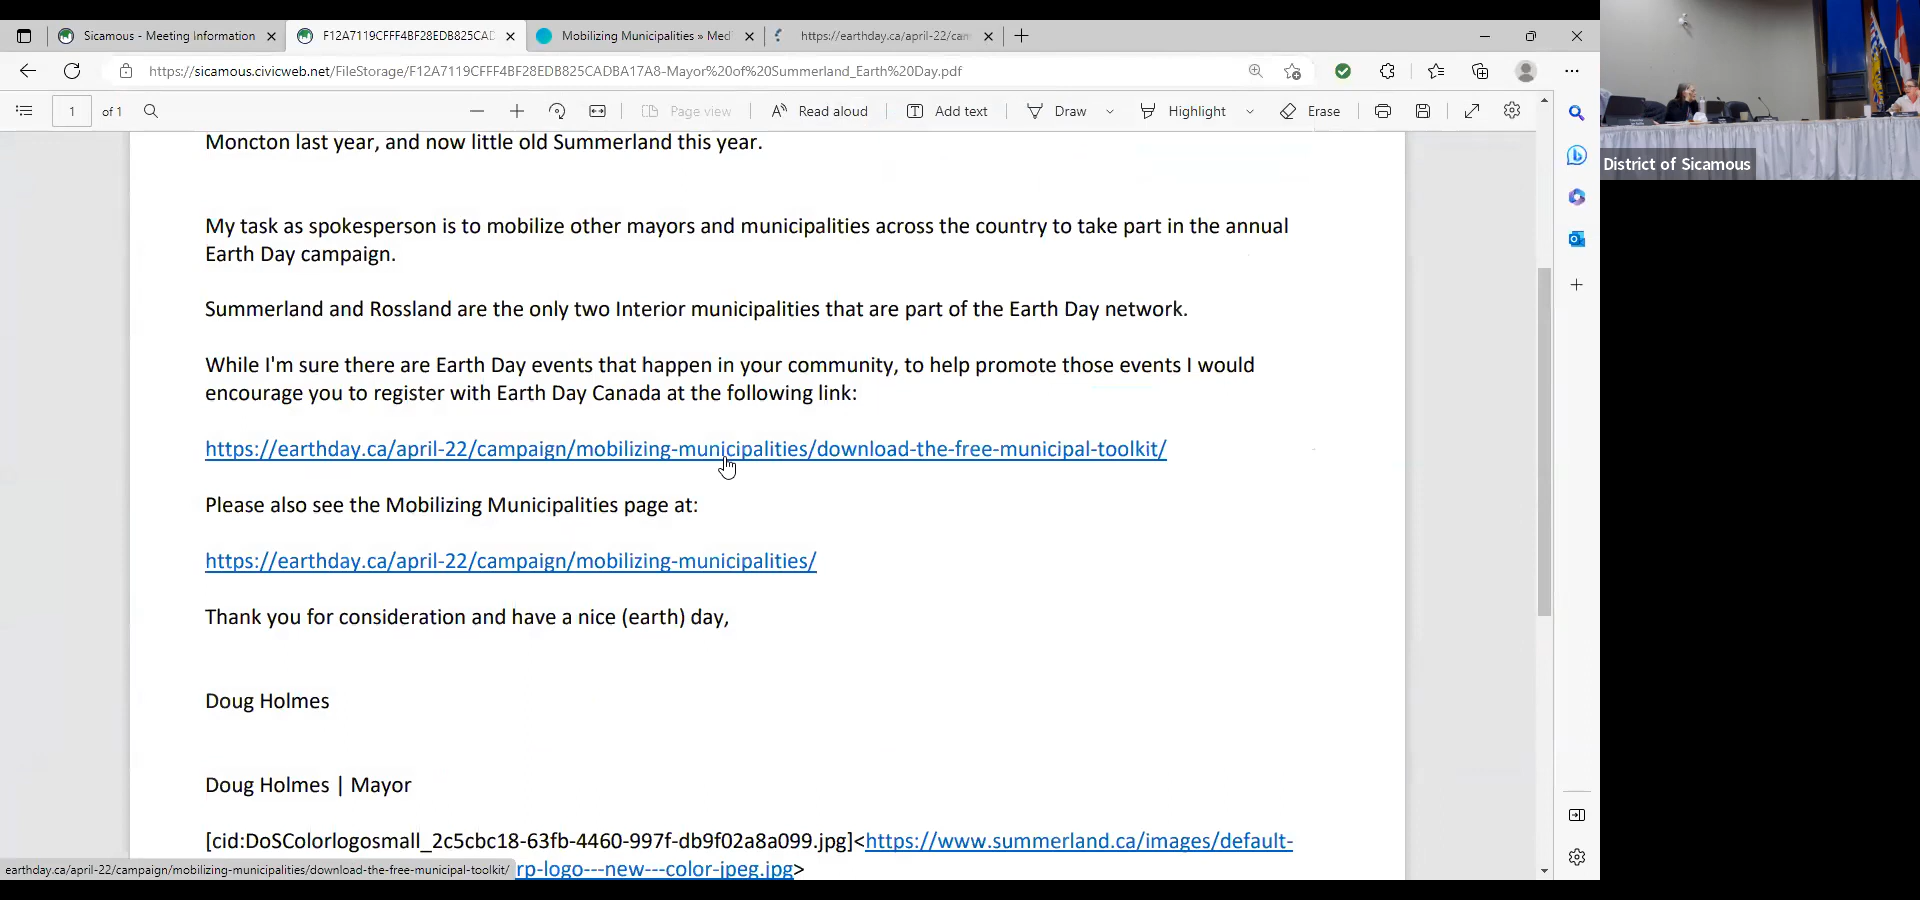 Sicamous - Meeting Information
F12A7119CFFF4BF28EDB825CAD
Mobilizing Municipalities » Med
https://earthday.ca/april-22/cam
https://sicamous.civicweb.net/FileStorage/F12A7119CFFF4BF28EDB825CADBA17A8-Mayor%20of%20Summerland_Earth%20Day.pdf
1 of 1 Page view Read aloud Add text Draw Highlight Erase
District of Sicamous
Moncton last year, and now little old Summerland this year.
My task as spokesperson is to mobilize other mayors and municipalities across the country to take part in the annual
Earth Day campaign.
Summerland and Rossland are the only two Interior municipalities that are part of the Earth Day network.
While I'm sure there are Earth Day events that happen in your community, to help promote those events I would
encourage you to register with Earth Day Canada at the following link:
https://earthday.ca/april-22/campaign/mobilizing-municipalities/download-the-free-municipal-toolkit/
Please also see the Mobilizing Municipalities page at:
https://earthday.ca/april-22/campaign/mobilizing-municipalities/
Thank you for consideration and have a nice (earth) day,
Doug Holmes
Doug Holmes | Mayor
[cid:DoSColorlogosmall_2c5cbc18-63fb-4460-997f-db9f02a8a099.jpg]<https://www.summerland.ca/images/default-
rp-logo---new---color-jpeg.jpg>
earthday.ca/april-22/campaign/mobilizing-municipalities/download-the-free-municipal-toolkit/